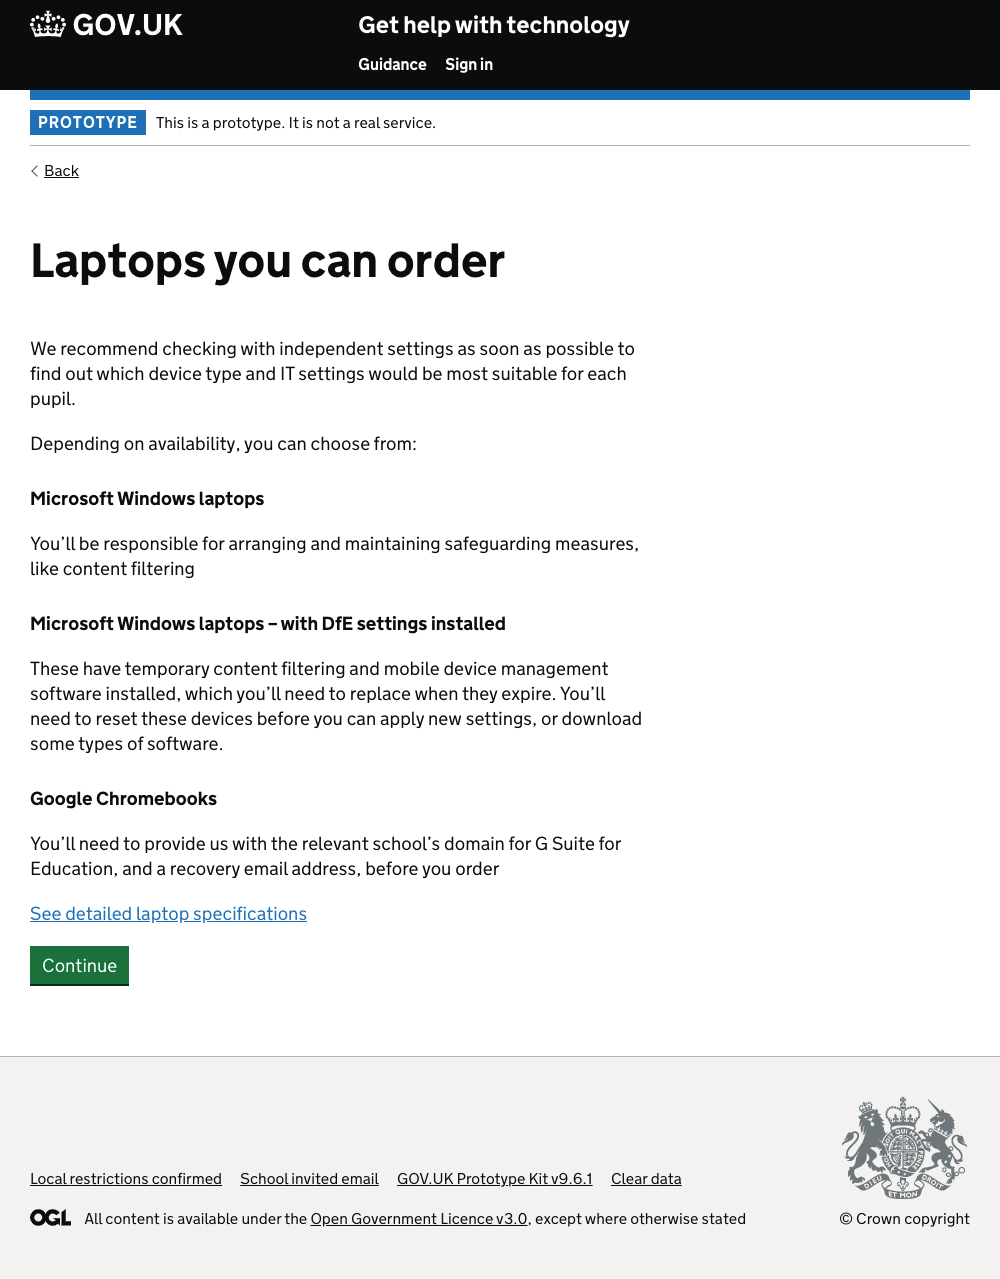 GOV.UK
Get help with technology
Guidance Sign in
PROTOTYPE This is a prototype. It is not a real service.
Back
Laptops you can order
We recommend checking with independent settings as soon as possible to
find out which device type and IT settings would be most suitable for each
pupil.
Depending on availability, you can choose from:
Microsoft Windows laptops
You’ll be responsible for arranging and maintaining safeguarding measures,
like content filtering
Microsoft Windows laptops – with DfE settings installed
These have temporary content filtering and mobile device management
software installed, which you’ll need to replace when they expire. You’ll
need to reset these devices before you can apply new settings, or download
some types of software.
Google Chromebooks
You’ll need to provide us with the relevant school’s domain for G Suite for
Education, and a recovery email address, before you order
See detailed laptop specifications
Continue
Local restrictions confirmed School invited email GOV.UK Prototype Kit v9.6.1 Clear data
OGL All content is available under the Open Government Licence v3.0, except where otherwise stated
DIEU ET MON DROIT
© Crown copyright